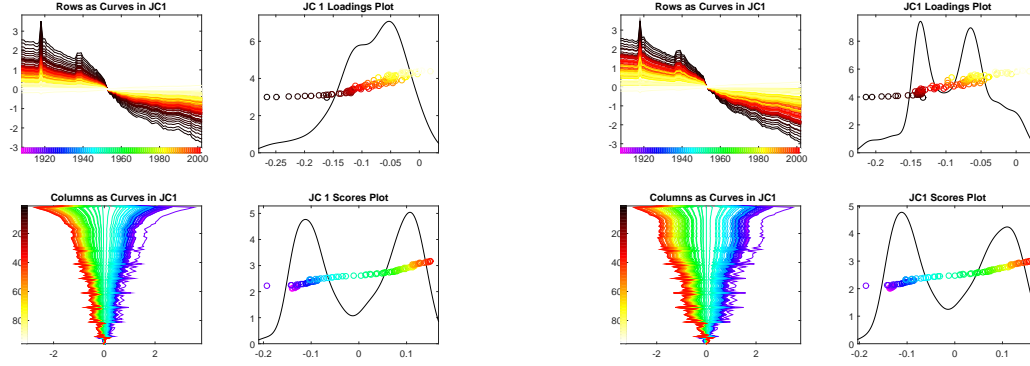 Rows as Curves in JC1
3
2
1
0
-1
-2
-3
1920 1940 1960 1980 2000
JC 1 Loadings Plot
6
4
2
0
-0.25 -0.2 -0.15 -0.1 -0.05 0
Rows as Curves in JC1
3
2
1
0
-1
-2
-3
1920 1940 1960 1980 2000
JC1 Loadings Plot
8
6
4
2
0
-0.2 -0.15 -0.1 -0.05 0
Columns as Curves in JC1
20
40
60
80
-2 0 2
JC 1 Scores Plot
5
4
3
2
1
0
-0.2 -0.1 0 0.1
Columns as Curves in JC1
20
40
60
80
-2 0 2
JC1 Scores Plot
5
4
3
2
1
0
-0.2 -0.1 0 0.1